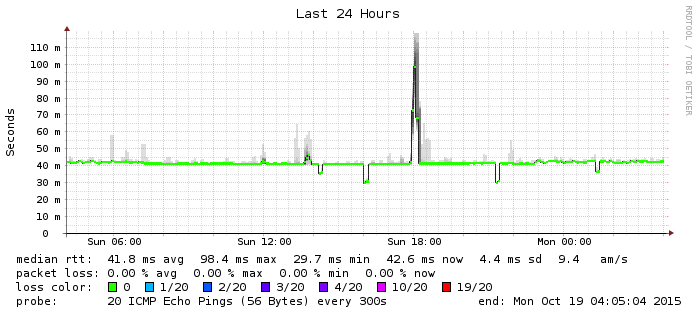 Last 24 Hours
RRDTOOL / TOBI OETIKER
Seconds
110 m
100 m
90 m
80 m
70 m
60 m
50 m
40 m
30 m
20 m
10 m
0
Sun 06:00 Sun 12:00 Sun 18:00 Mon 00:00
median rtt: 41.8 ms avg 98.4 ms max 29.7 ms min 42.6 ms now 4.4 ms sd 9.4 am/s
packet loss: 0.00 % avg 0.00 % max 0.00 % min 0.00 % now
loss color: 0 1/20 2/20 3/20 4/20 10/20 19/20
probe: 20 ICMP Echo Pings (56 Bytes) every 300s end: Mon Oct 19 04:05:04 2015